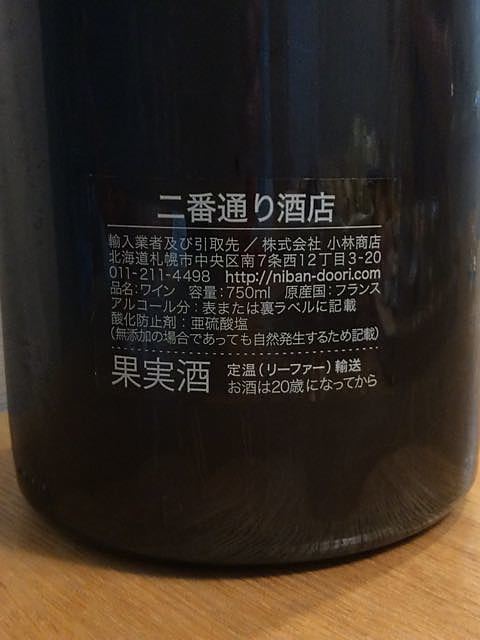 二番通り酒店
輸入業者及び引取先／株式会社 小林商店
北海道札幌市中央区南7条西12丁目3-20
011-211-4498 http://niban-doori.com
品名：ワイン 容量：750ml 原産国：フランス
アルコール分：表または裏ラベルに記載
酸化防止剤：亜硫酸塩
（無添加の場合であっても自然発生するため記載）
果実酒 定温（リーファー）輸送
お酒は20歳になってから